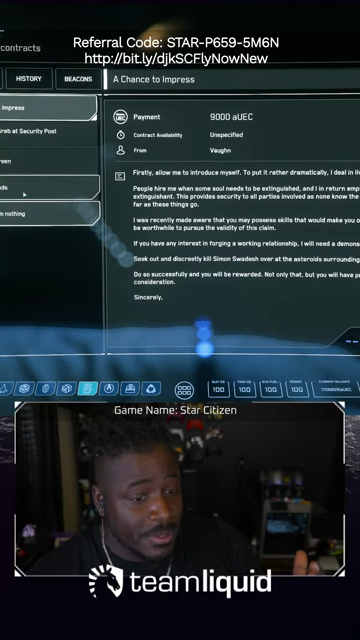 Referral Code: STAR-P659-5M6N
http://bit.ly/djkSCFlyNowNew
contracts
HISTORY
BEACONS
A Chance to Impress
Impress
Payment
9000 aUEC
Grab at Security Post
Contract Availability
Unspecified
From
Vaughn
Firstly, allow me to introduce myself. To put it rather dramatically, I deal in
People hire me when some soul needs to be extinguished, and I in return
extinguishant. This provides security to all parties involved as none know the
far as these things go.
m nothing
I was recently made aware that you may possess skills that would make you
be worthwhile to pursue the validity of this claim.
If you have any interest in forging a working relationship, I will need a
Seek out and discreetly kill Simon Swadesh over at the asteroids surrounding
Do so successfully and you will be rewarded. Not only that, but you will have
consideration.
Sincerely,
100
100
100
100
Game Name: Star Citizen
teamliquid